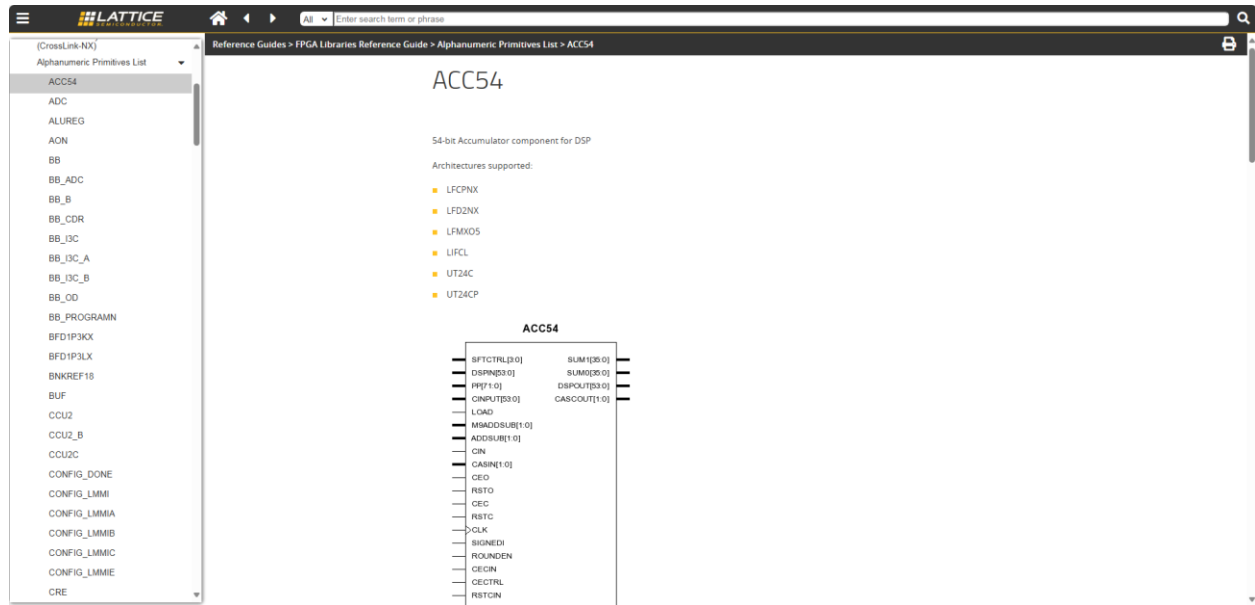 LATTICE
SEMICONDUCTOR
All
Enter search term or phrase
(CrossLink-NX)
Alphanumeric Primitives List
ACC54
ADC
ALUREG
AON
BB
BB_ADC
BB_B
BB_CDR
BB_I3C
BB_I3C_A
BB_I3C_B
BB_OD
BB_PROGRAMN
BFD1P3KX
BFD1P3LX
BNKREF18
BUF
CCU2
CCU2_B
CCU2C
CONFIG_DONE
CONFIG_LMMI
CONFIG_LMMIA
CONFIG_LMMIB
CONFIG_LMMIC
CONFIG_LMMIE
CRE
Reference Guides > FPGA Libraries Reference Guide > Alphanumeric Primitives List > ACC54
ACC54
54-bit Accumulator component for DSP
Architectures supported:
LFCPNX
LFD2NX
LFMXO5
LIFCL
UT24C
UT24CP
ACC54
SFTCTRL[3:0] SUM1[35:0]
DSPIN[53:0] SUM0[35:0]
PP[71:0] DSPOUT[53:0]
CINPUT[53:0] CASCOUT[1:0]
LOAD
M9ADDSUB[1:0]
ADDSUB[1:0]
CIN
CASIN[1:0]
CEO
RSTO
CEC
RSTC
CLK
SIGNEDI
ROUNDEN
CECIN
CECTRL
RSTCIN